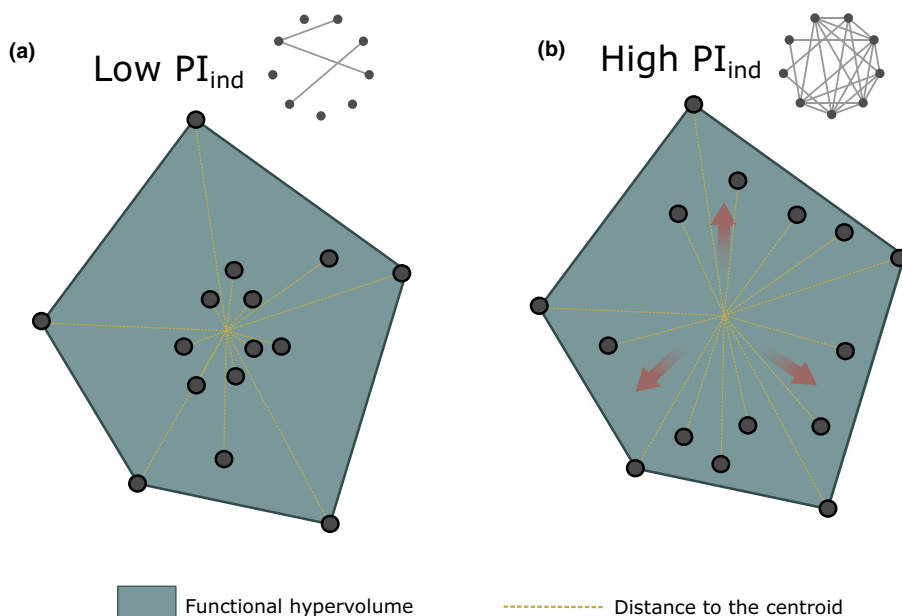 (a)
Low PIind
(b)
High PIind
Functional hypervolume
Distance to the centroid